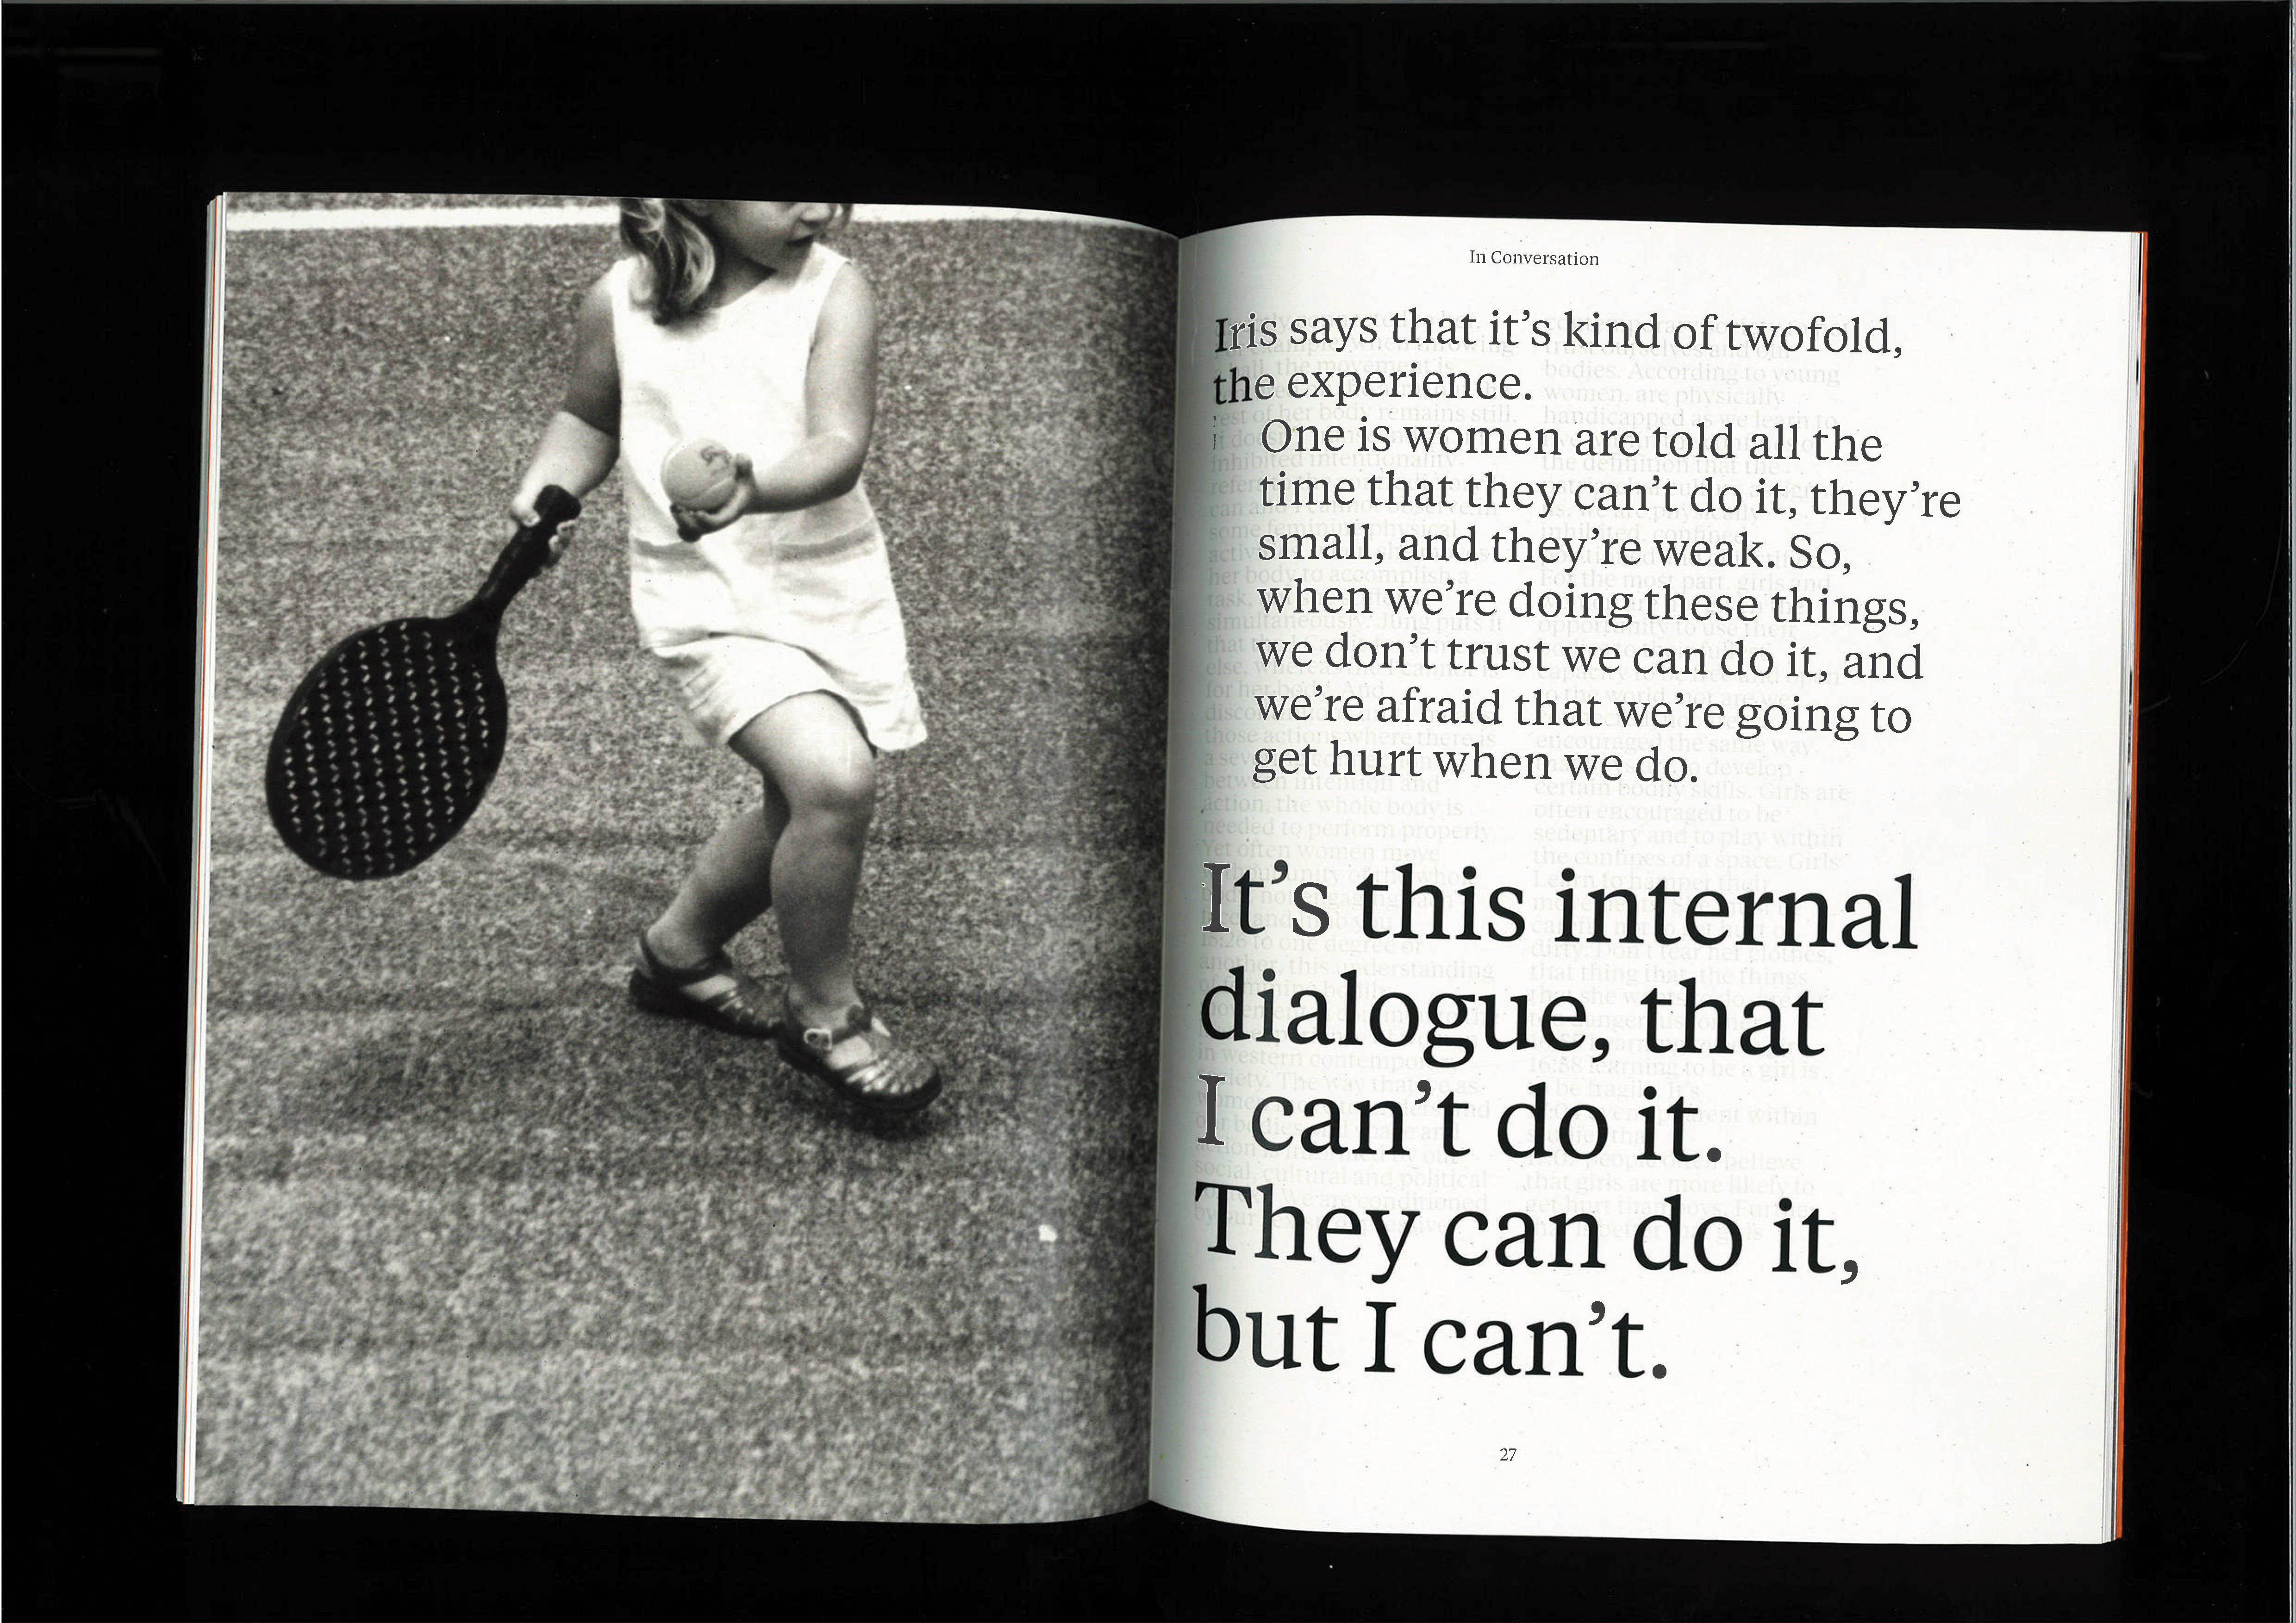 In Conversation
Iris says that it's kind of twofold,
the experience.
One is women are told all the
time that they can't do it, they're
small, and they're weak. So,
when we're doing these things,
we don't trust we can do it, and
we're afraid that we're going to
get hurt when we do.
It's this internal
dialogue, that
I can't do it.
They can do it,
but I can't.
27